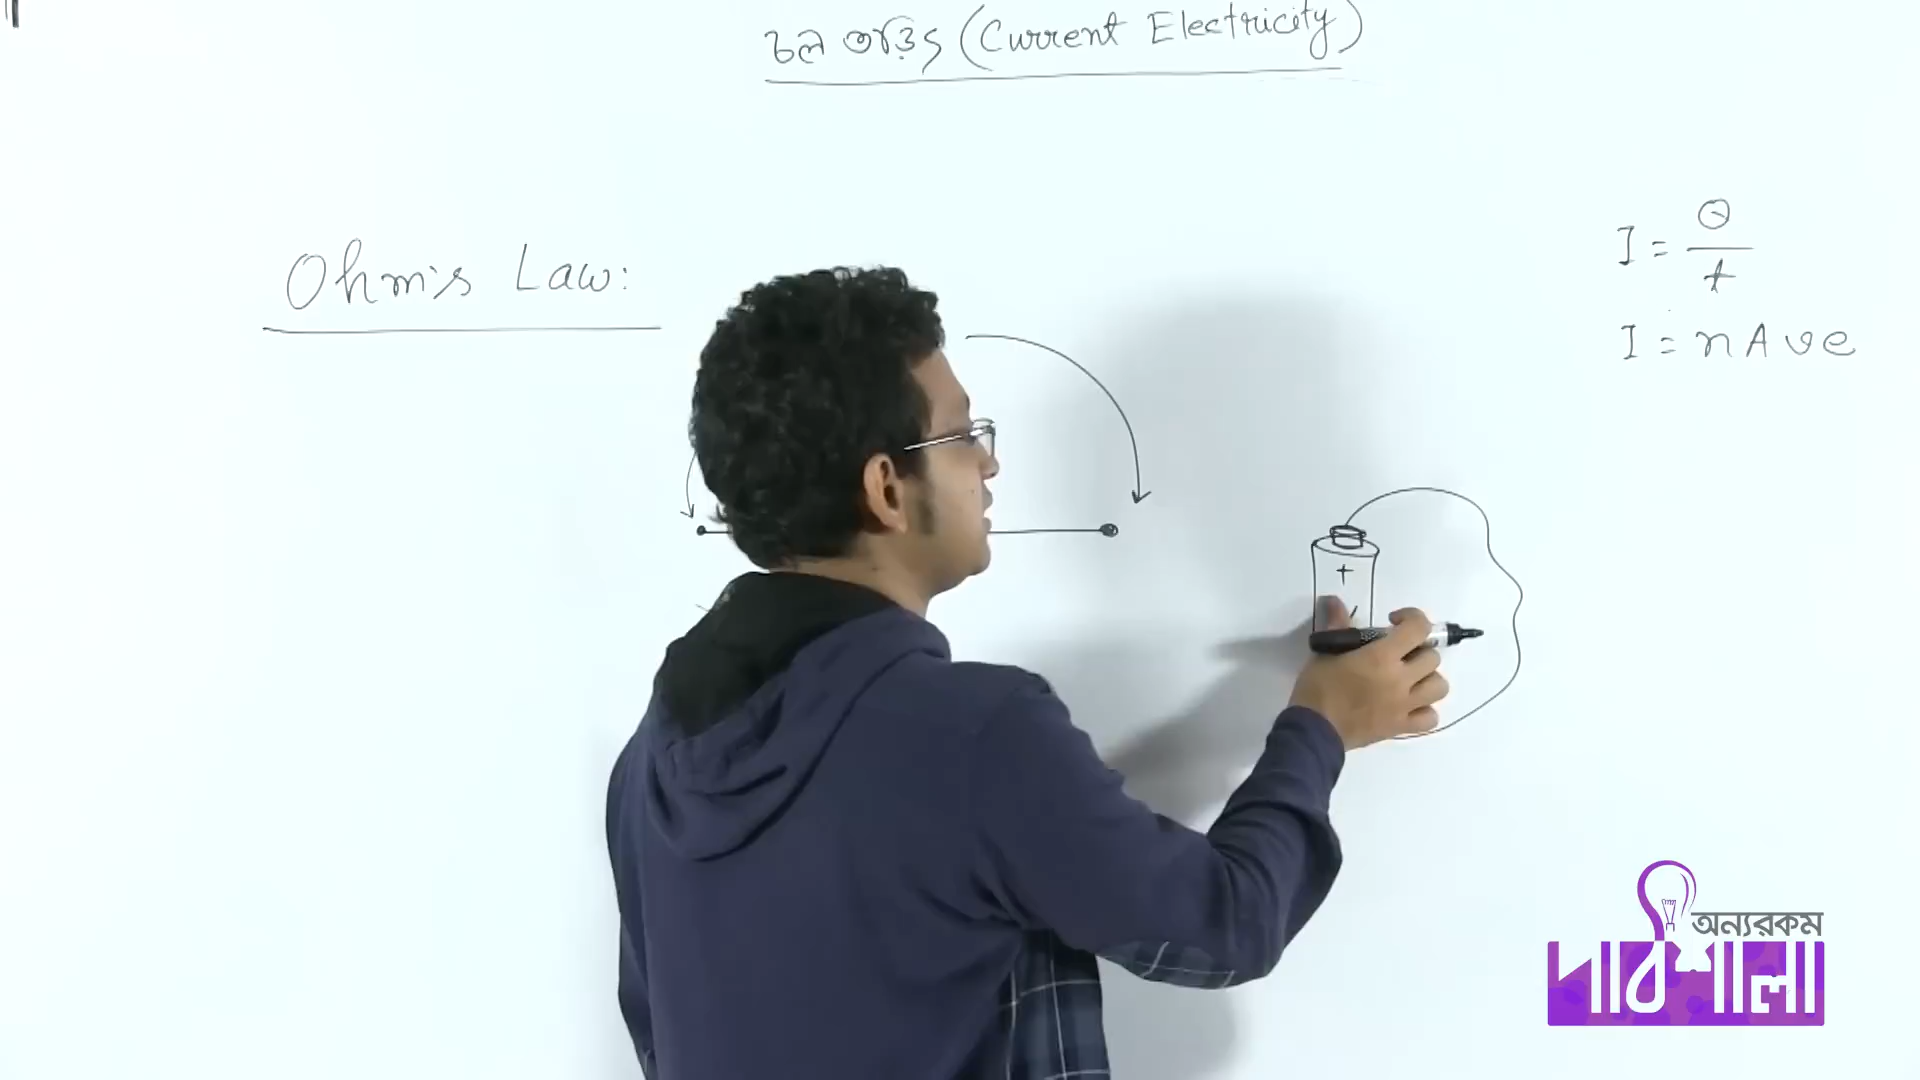 চল তড়িৎ (Current Electricity)
Ohm's Law:
I = Q/t
I = nAve
+
অন্যরকম
পাঠশালা